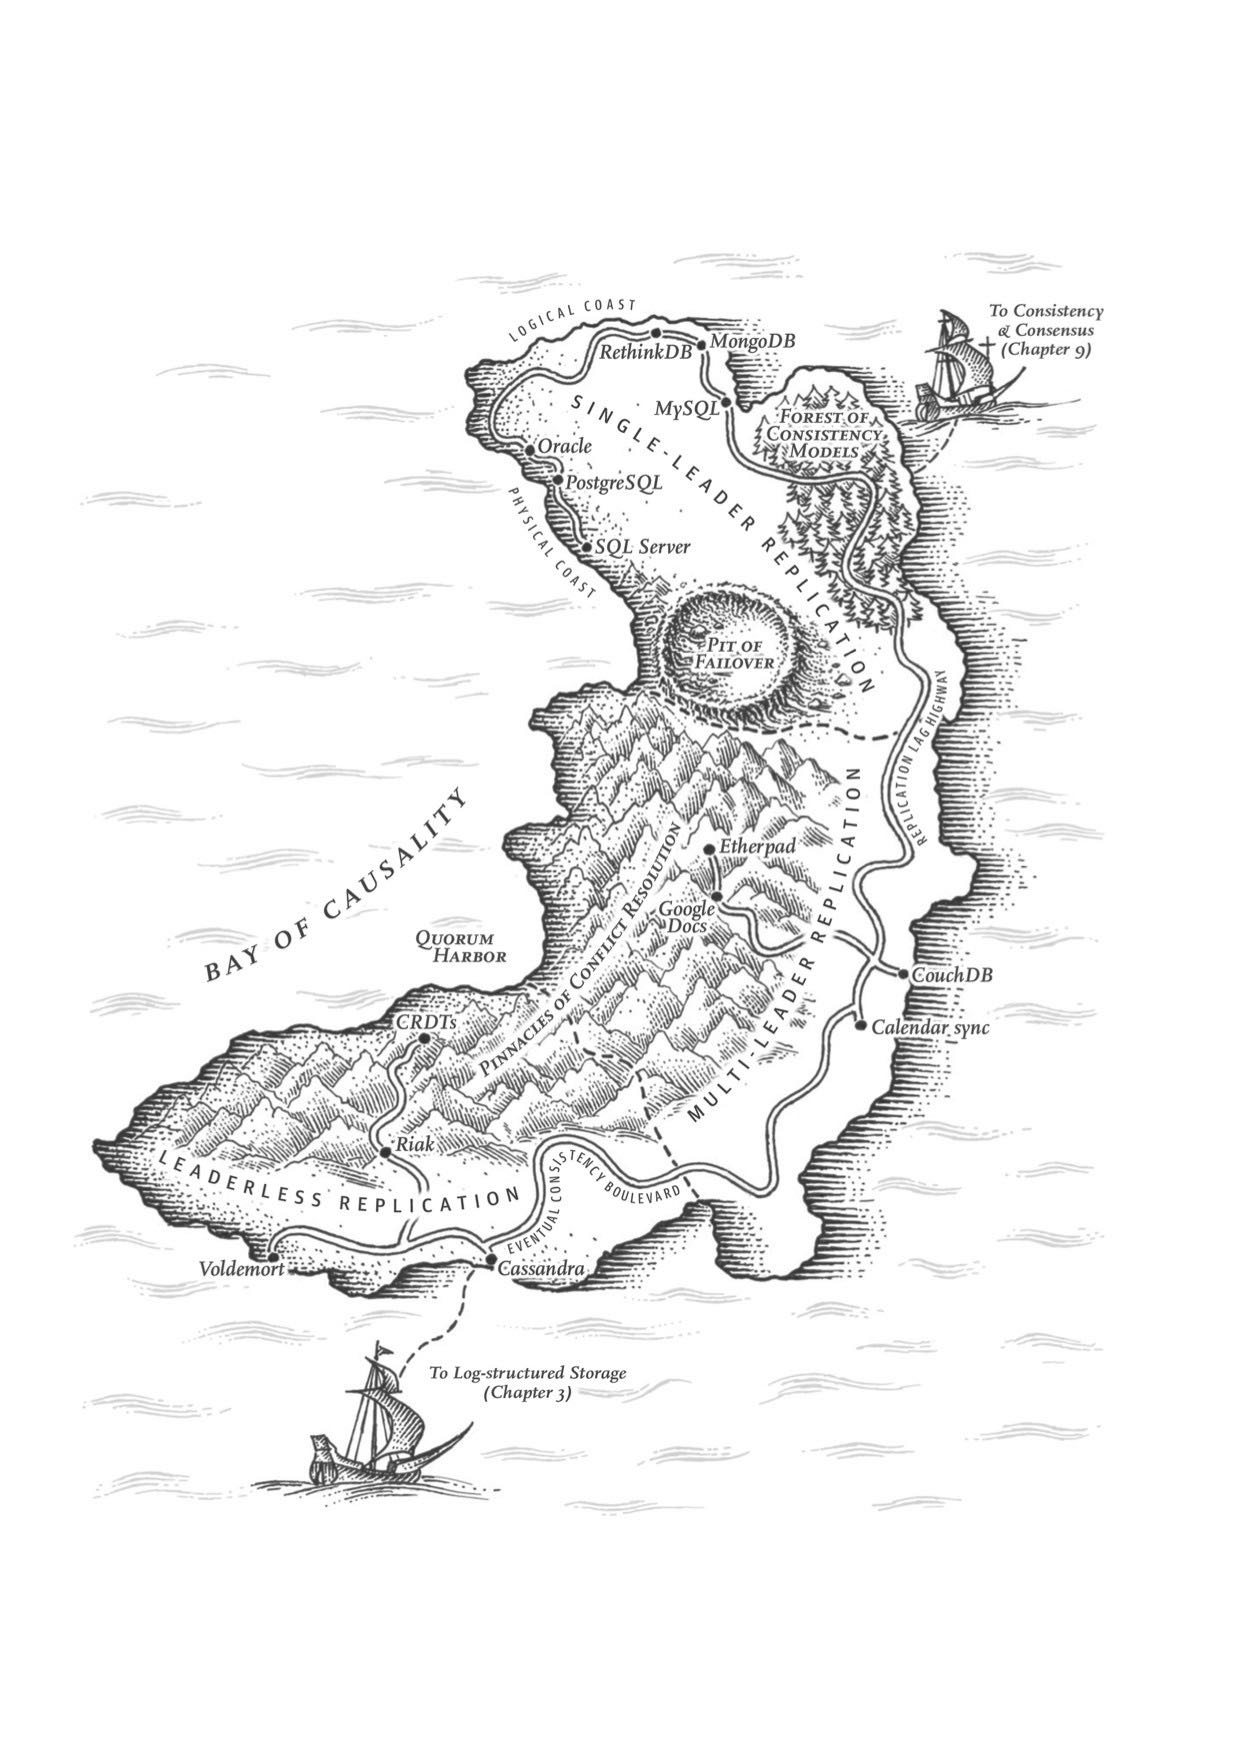 LOGICAL COAST
To Consistency
& Consensus
(Chapter 9)
RethinkDB
MongoDB
MySQL
SINGLE-LEADER REPLICATION
FOREST OF
CONSISTENCY
MODELS
Oracle
PostgreSQL
PHYSICAL COAST
SQL Server
PIT OF
FAILOVER
REPLICATION LAG HIGHWAY
BAY OF CAUSALITY
Etherpad
Google
Docs
PINNACLES OF CONFLICT RESOLUTION
MULTI-LEADER REPLICATION
QUORUM
HARBOR
CouchDB
CRDTs
Calendar sync
Riak
LEADERLESS REPLICATION
EVENTUAL CONSISTENCY BOULEVARD
Voldemort
Cassandra
To Log-structured Storage
(Chapter 3)